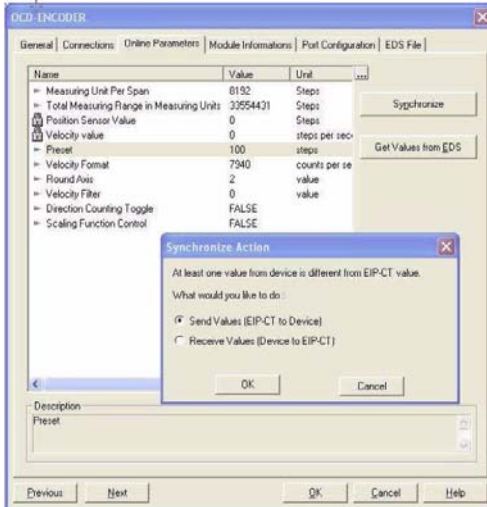 OCD-ENCODER
General Connections Online Parameters Module Informations Port Configuration EDS File
Name Value Unit ...
Measuring Unit Per Span 8192 Steps
Total Measuring Range in Measuring Units 33554431 Steps
Position Sensor Value 0 Steps
Velocity value 0 steps per sec
Preset 100 steps
Velocity Format 7940 counts per se
Round Axis 2 value
Velocity Filter 0 value
Direction Counting Toggle FALSE
Scaling Function Control FALSE
Synchronize
Get Values from EDS
Synchronize Action
At least one value from device is different from EIP-CT value.
What would you like to do :
Send Values (EIP-CT to Device)
Receive Values (Device to EIP-CT)
OK Cancel
Description
Preset
Previous Next OK Cancel Help